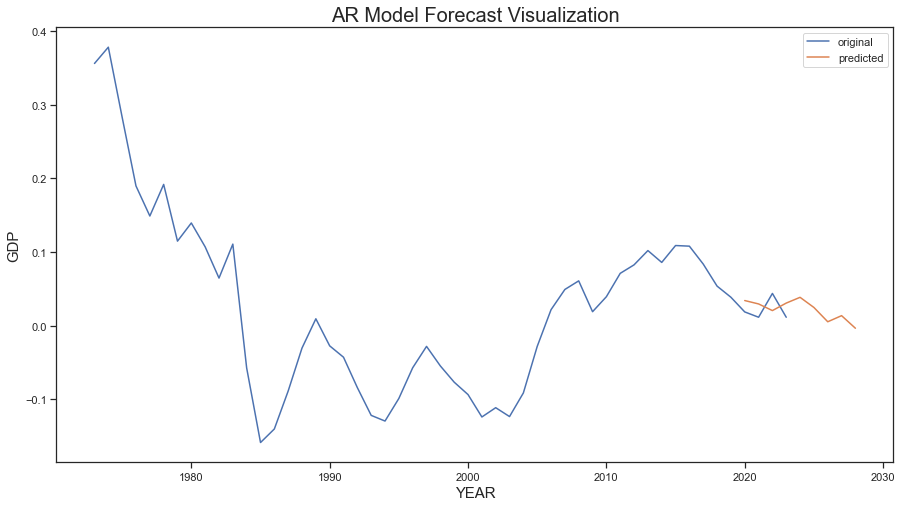 AR Model Forecast Visualization
original
predicted
GDP
0.4
0.3
0.2
0.1
0.0
−0.1
1980 1990 2000 2010 2020 2030
YEAR